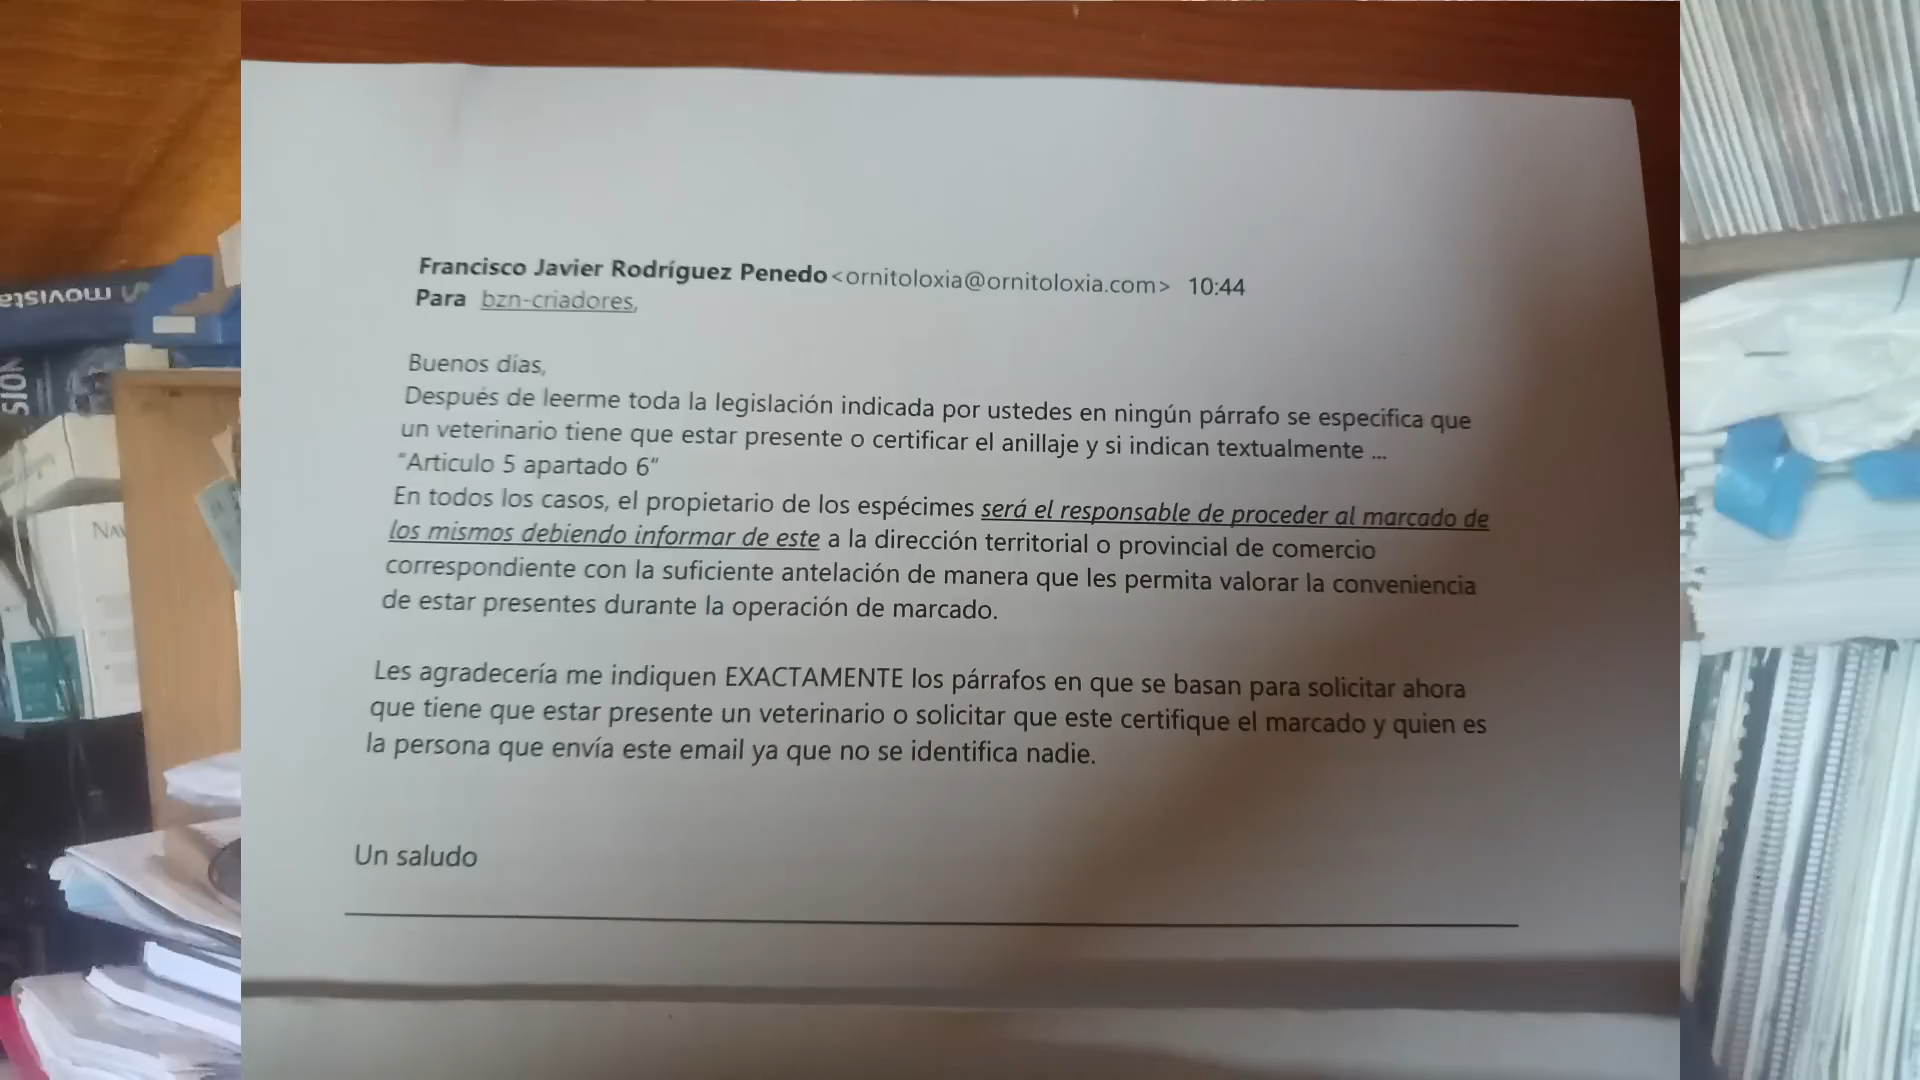 Francisco Javier Rodríguez Penedo <ornitoloxia@ornitoloxia.com> 10:44
Para bzn-criadores,
Buenos días,
Después de leerme toda la legislación indicada por ustedes en ningún párrafo se especifica que
un veterinario tiene que estar presente o certificar el anillaje y si indican textualmente ...
“Articulo 5 apartado 6”
En todos los casos, el propietario de los espécimes será el responsable de proceder al marcado de
los mismos debiendo informar de este a la dirección territorial o provincial de comercio
correspondiente con la suficiente antelación de manera que les permita valorar la conveniencia
de estar presentes durante la operación de marcado.
Les agradecería me indiquen EXACTAMENTE los párrafos en que se basan para solicitar ahora
que tiene que estar presente un veterinario o solicitar que este certifique el marcado y quien es
la persona que envía este email ya que no se identifica nadie.
Un saludo
movista
SION
NAV